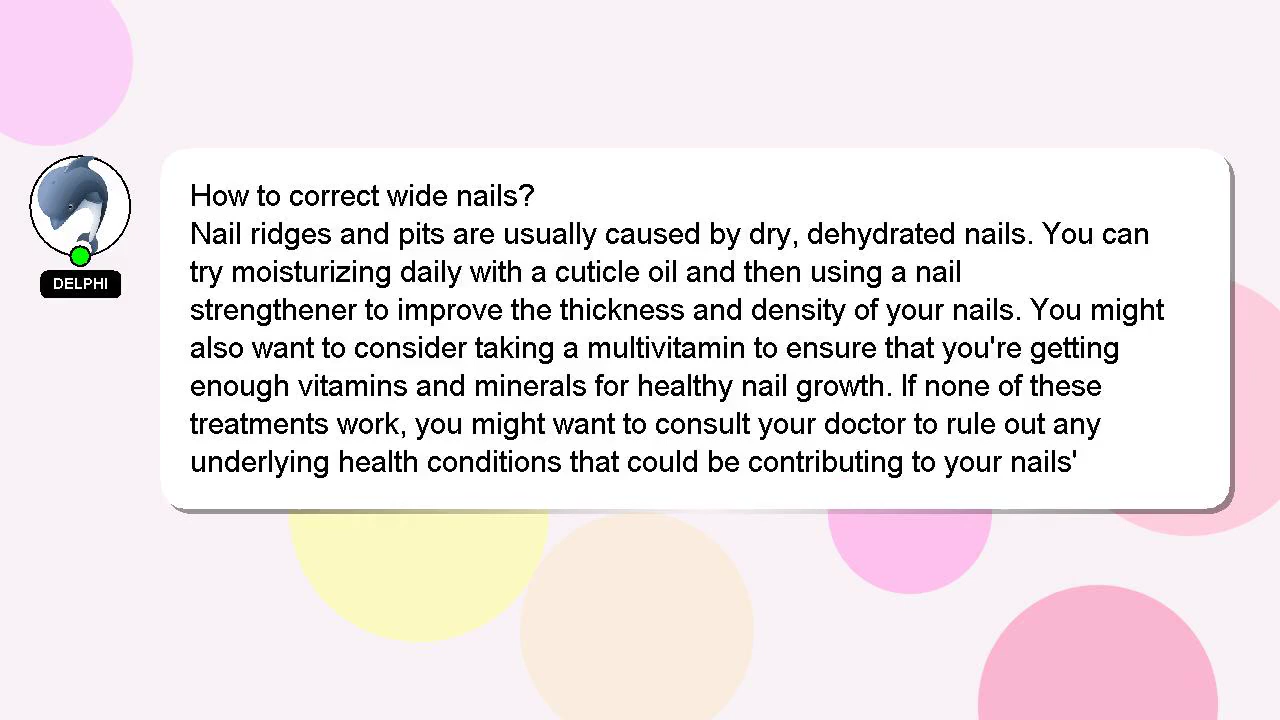 How to correct wide nails?
Nail ridges and pits are usually caused by dry, dehydrated nails. You can
try moisturizing daily with a cuticle oil and then using a nail
strengthener to improve the thickness and density of your nails. You might
also want to consider taking a multivitamin to ensure that you're getting
enough vitamins and minerals for healthy nail growth. If none of these
treatments work, you might want to consult your doctor to rule out any
underlying health conditions that could be contributing to your nails'
DELPHI